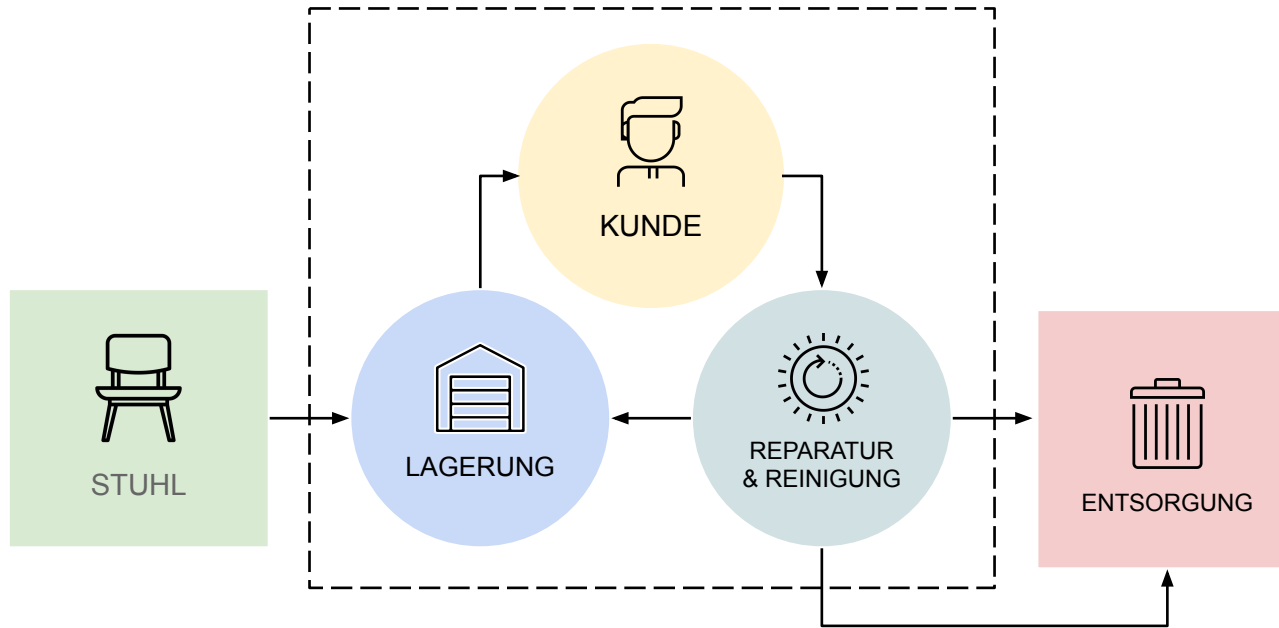 KUNDE
STUHL
LAGERUNG
REPARATUR
& REINIGUNG
ENTSORGUNG